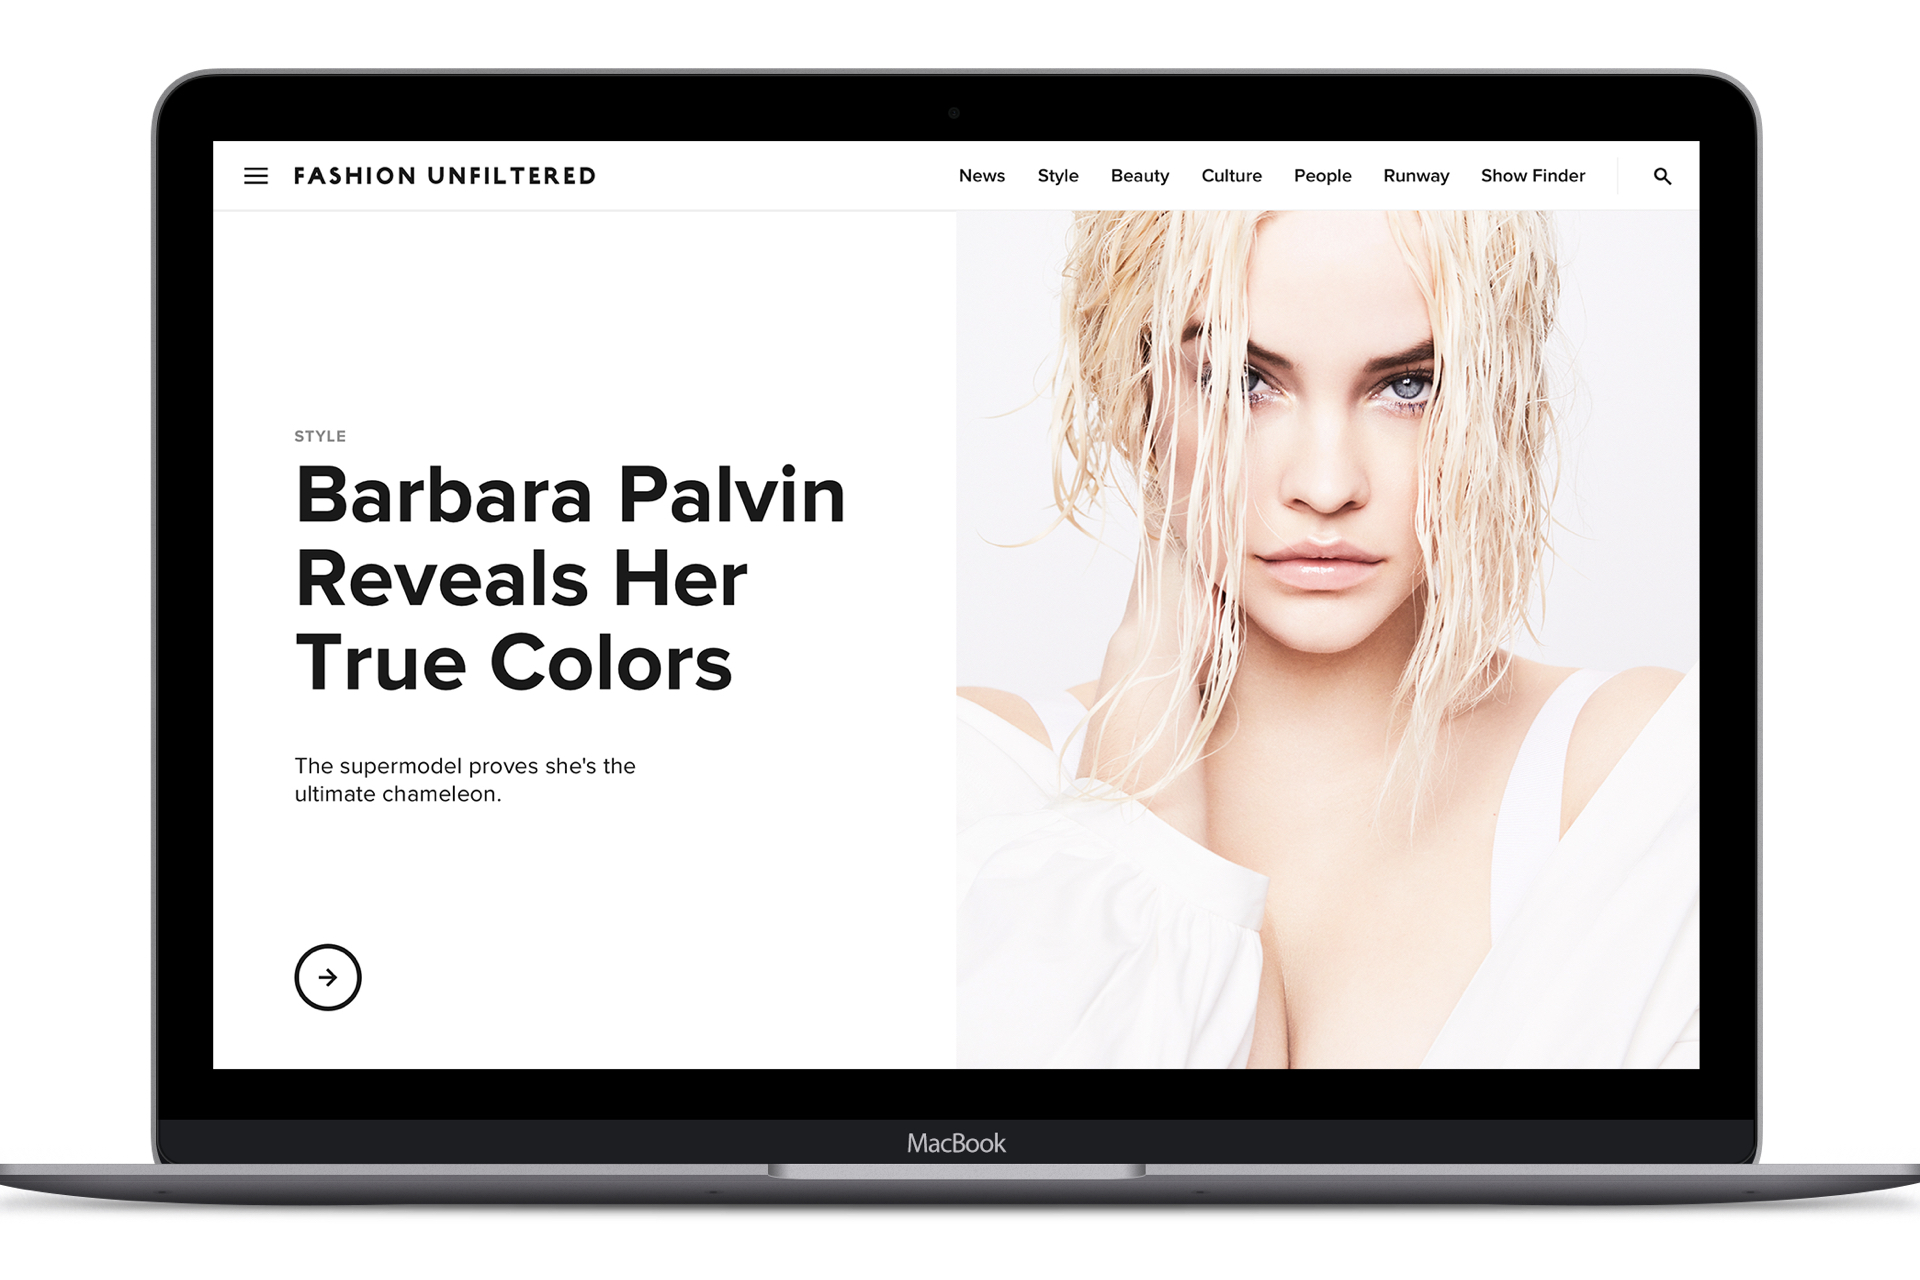 FASHION UNFILTERED
News Style Beauty Culture People Runway Show Finder
STYLE
Barbara Palvin
Reveals Her
True Colors
The supermodel proves she's the
ultimate chameleon.
MacBook